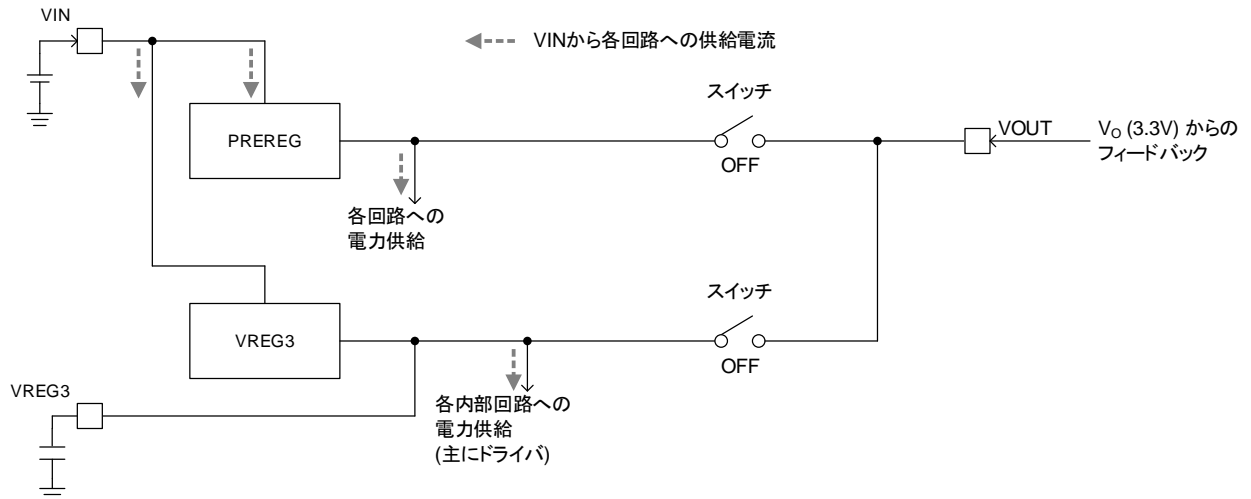 VIN
VINから各回路への供給電流
スイッチ
PREREG
OFF
VOUT
VO (3.3V) からの
フィードバック
各回路への
電力供給
スイッチ
VREG3
OFF
VREG3
各内部回路への
電力供給
(主にドライバ)